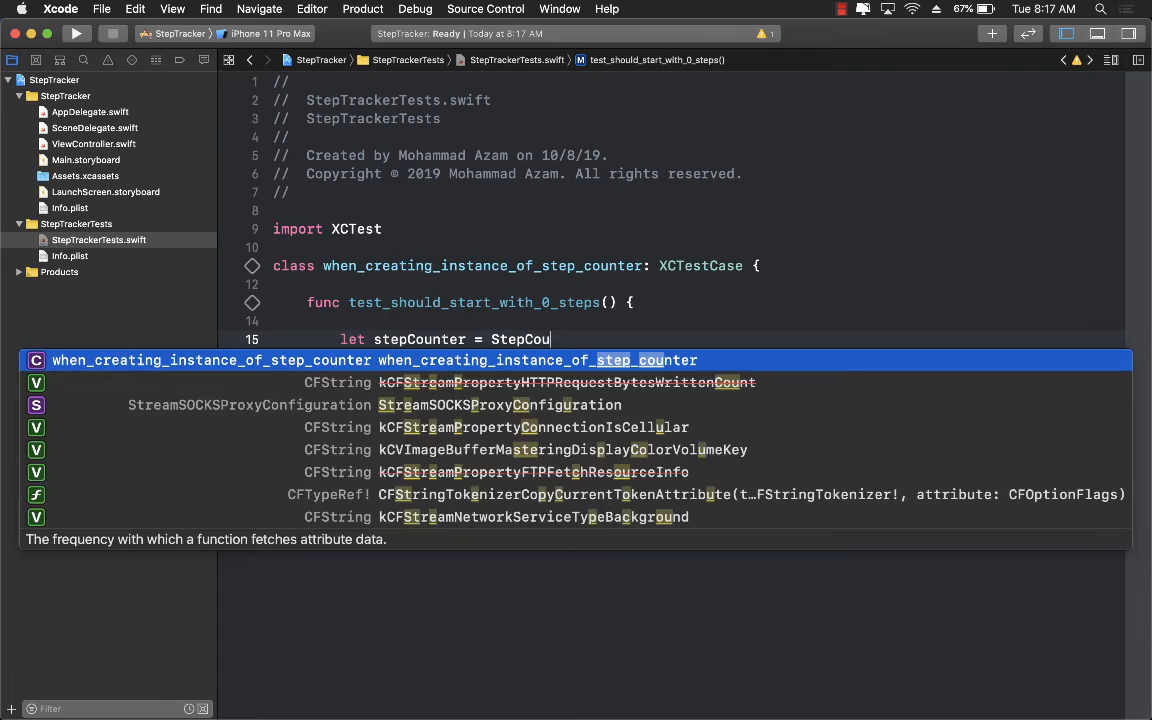 Xcode File Edit View Find Navigate Editor Product Debug Source Control Window Help 67% Tue 8:17 AM
StepTracker iPhone 11 Pro Max StepTracker: Ready | Today at 8:17 AM 1
StepTracker StepTrackerTests StepTrackerTests.swift M test_should_start_with_0_steps()
StepTracker
StepTracker
AppDelegate.swift
SceneDelegate.swift
ViewController.swift
Main.storyboard
Assets.xcassets
LaunchScreen.storyboard
Info.plist
StepTrackerTests
StepTrackerTests.swift
Info.plist
Products
Filter
1 //
2 // StepTrackerTests.swift
3 // StepTrackerTests
4 //
5 // Created by Mohammad Azam on 10/8/19.
6 // Copyright © 2019 Mohammad Azam. All rights reserved.
7 //
8
9 import XCTest
10
11 class when_creating_instance_of_step_counter: XCTestCase {
12
13 func test_should_start_with_0_steps() {
14
15 let stepCounter = StepCou
C when_creating_instance_of_step_counter when_creating_instance_of_step_counter
V CFString kCFStreamPropertyHTTPRequestBytesWrittenCount
S StreamSOCKSProxyConfiguration StreamSOCKSProxyConfiguration
V CFString kCFStreamPropertyConnectionIsCellular
V CFString kCVImageBufferMasteringDisplayColorVolumeKey
V CFString kCFStreamPropertyFTPFetchResourceInfo
f CFTypeRef! CFStringTokenizerCopyCurrentTokenAttribute(t…FStringTokenizer!, attribute: CFOptionFlags)
V CFString kCFStreamNetworkServiceTypeBackground
The frequency with which a function fetches attribute data.